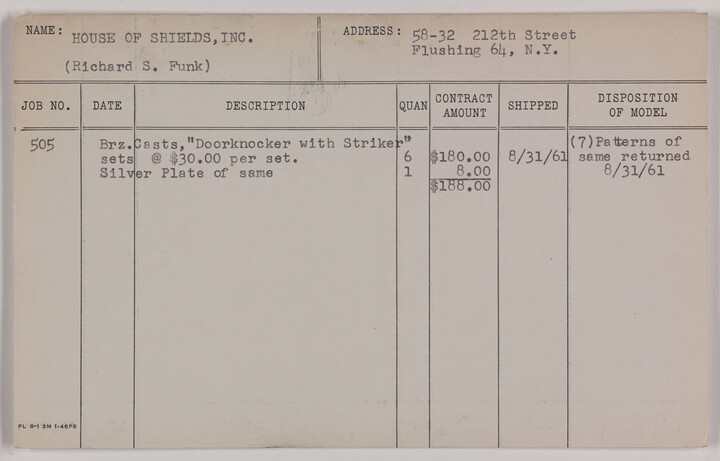 NAME: HOUSE OF SHIELDS, INC.
(Richard S. Funk)
ADDRESS: 58-32 212th Street
Flushing 64, N.Y.
JOB NO. DATE DESCRIPTION QUAN CONTRACT AMOUNT SHIPPED DISPOSITION OF MODEL
505 Brz.Casts,"Doorknocker with Striker" (7)Patterns of
sets @ $30.00 per set. 6 $180.00 8/31/61 same returned
Silver Plate of same 1 8.00 8/31/61
$188.00
PL 8-1 3M 1-46PS